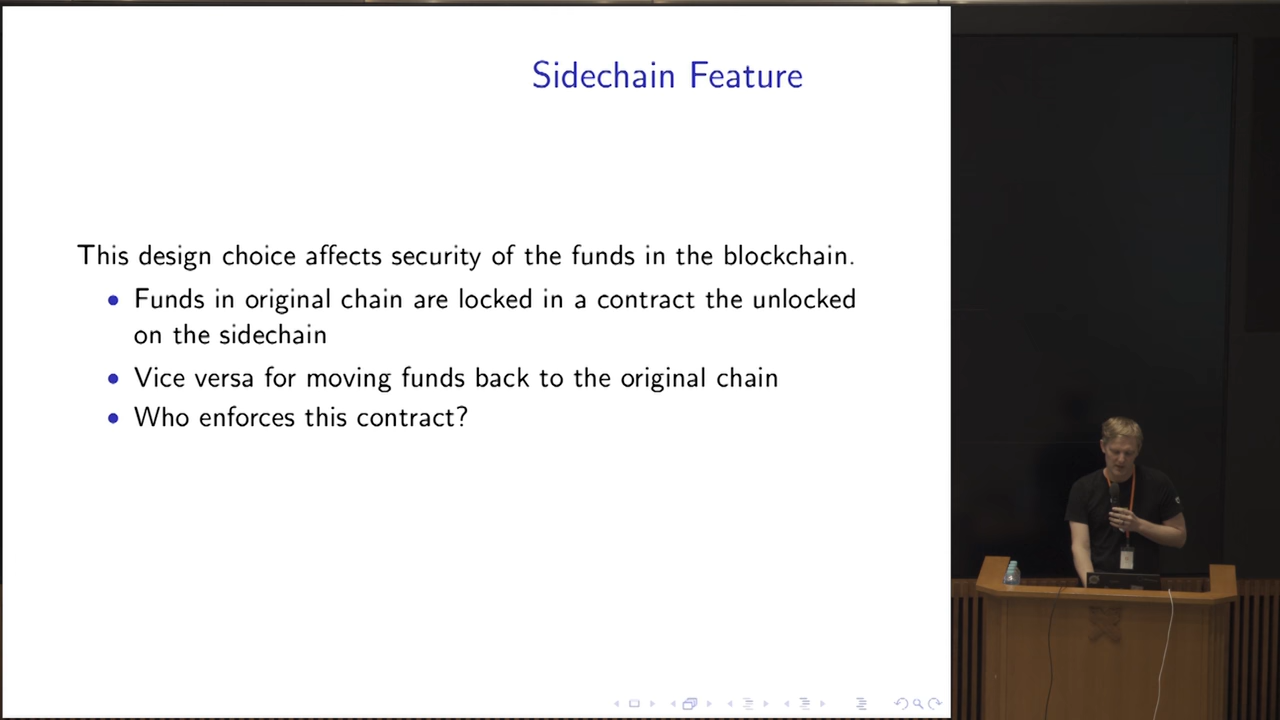 Sidechain Feature
This design choice affects security of the funds in the blockchain.
• Funds in original chain are locked in a contract the unlocked
on the sidechain
• Vice versa for moving funds back to the original chain
• Who enforces this contract?